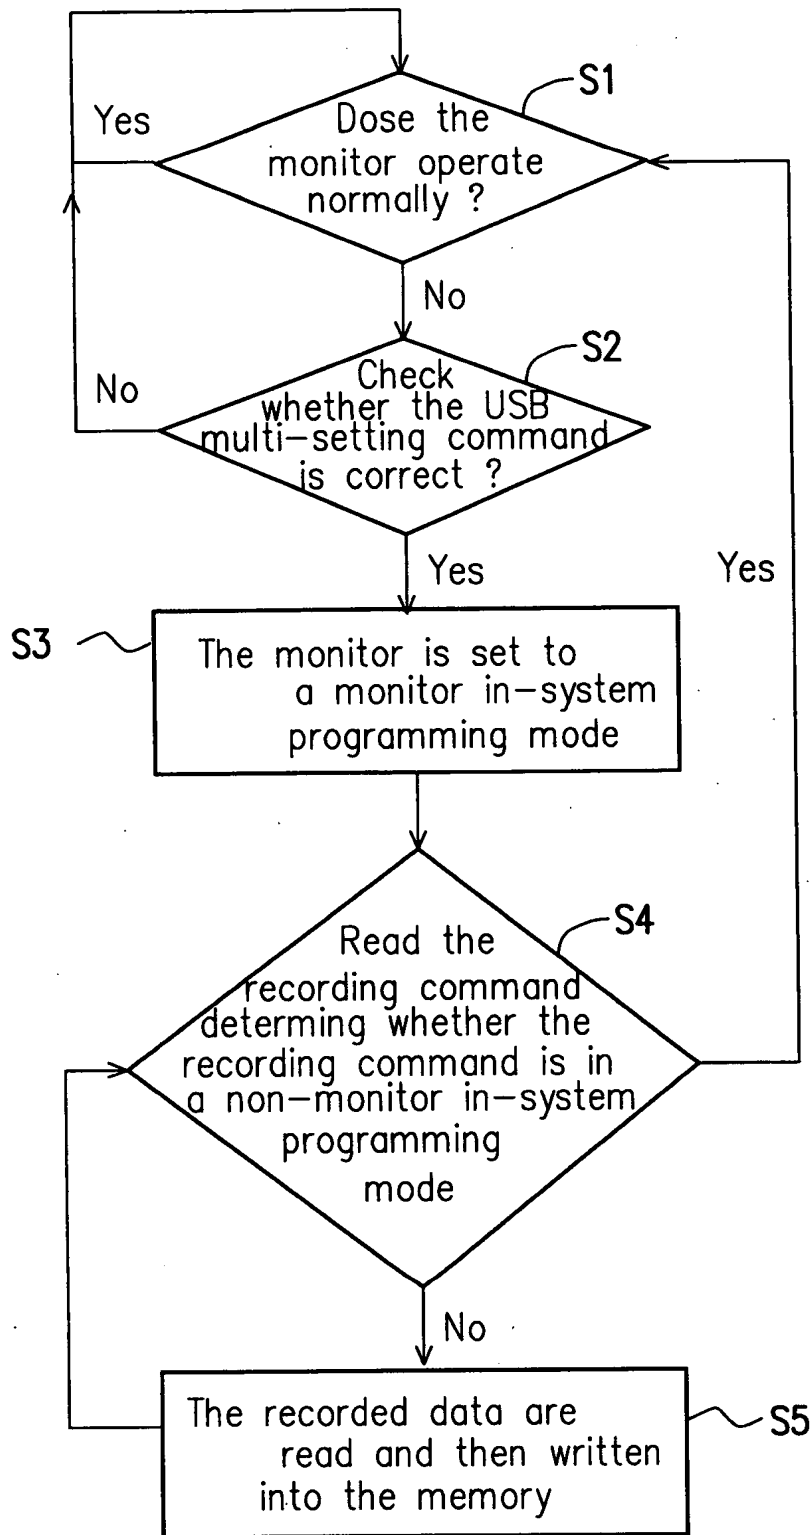 S1
Yes
Dose the
monitor operate
normally ?
No
S2
No
Check
whether the USB
multi-setting command
is correct ?
Yes
Yes
S3
The monitor is set to
a monitor in-system
programming mode
S4
Read the
recording command
determing whether the
recording command is in
a non-monitor in-system
programming
mode
No
The recorded data are
read and then written
into the memory
S5